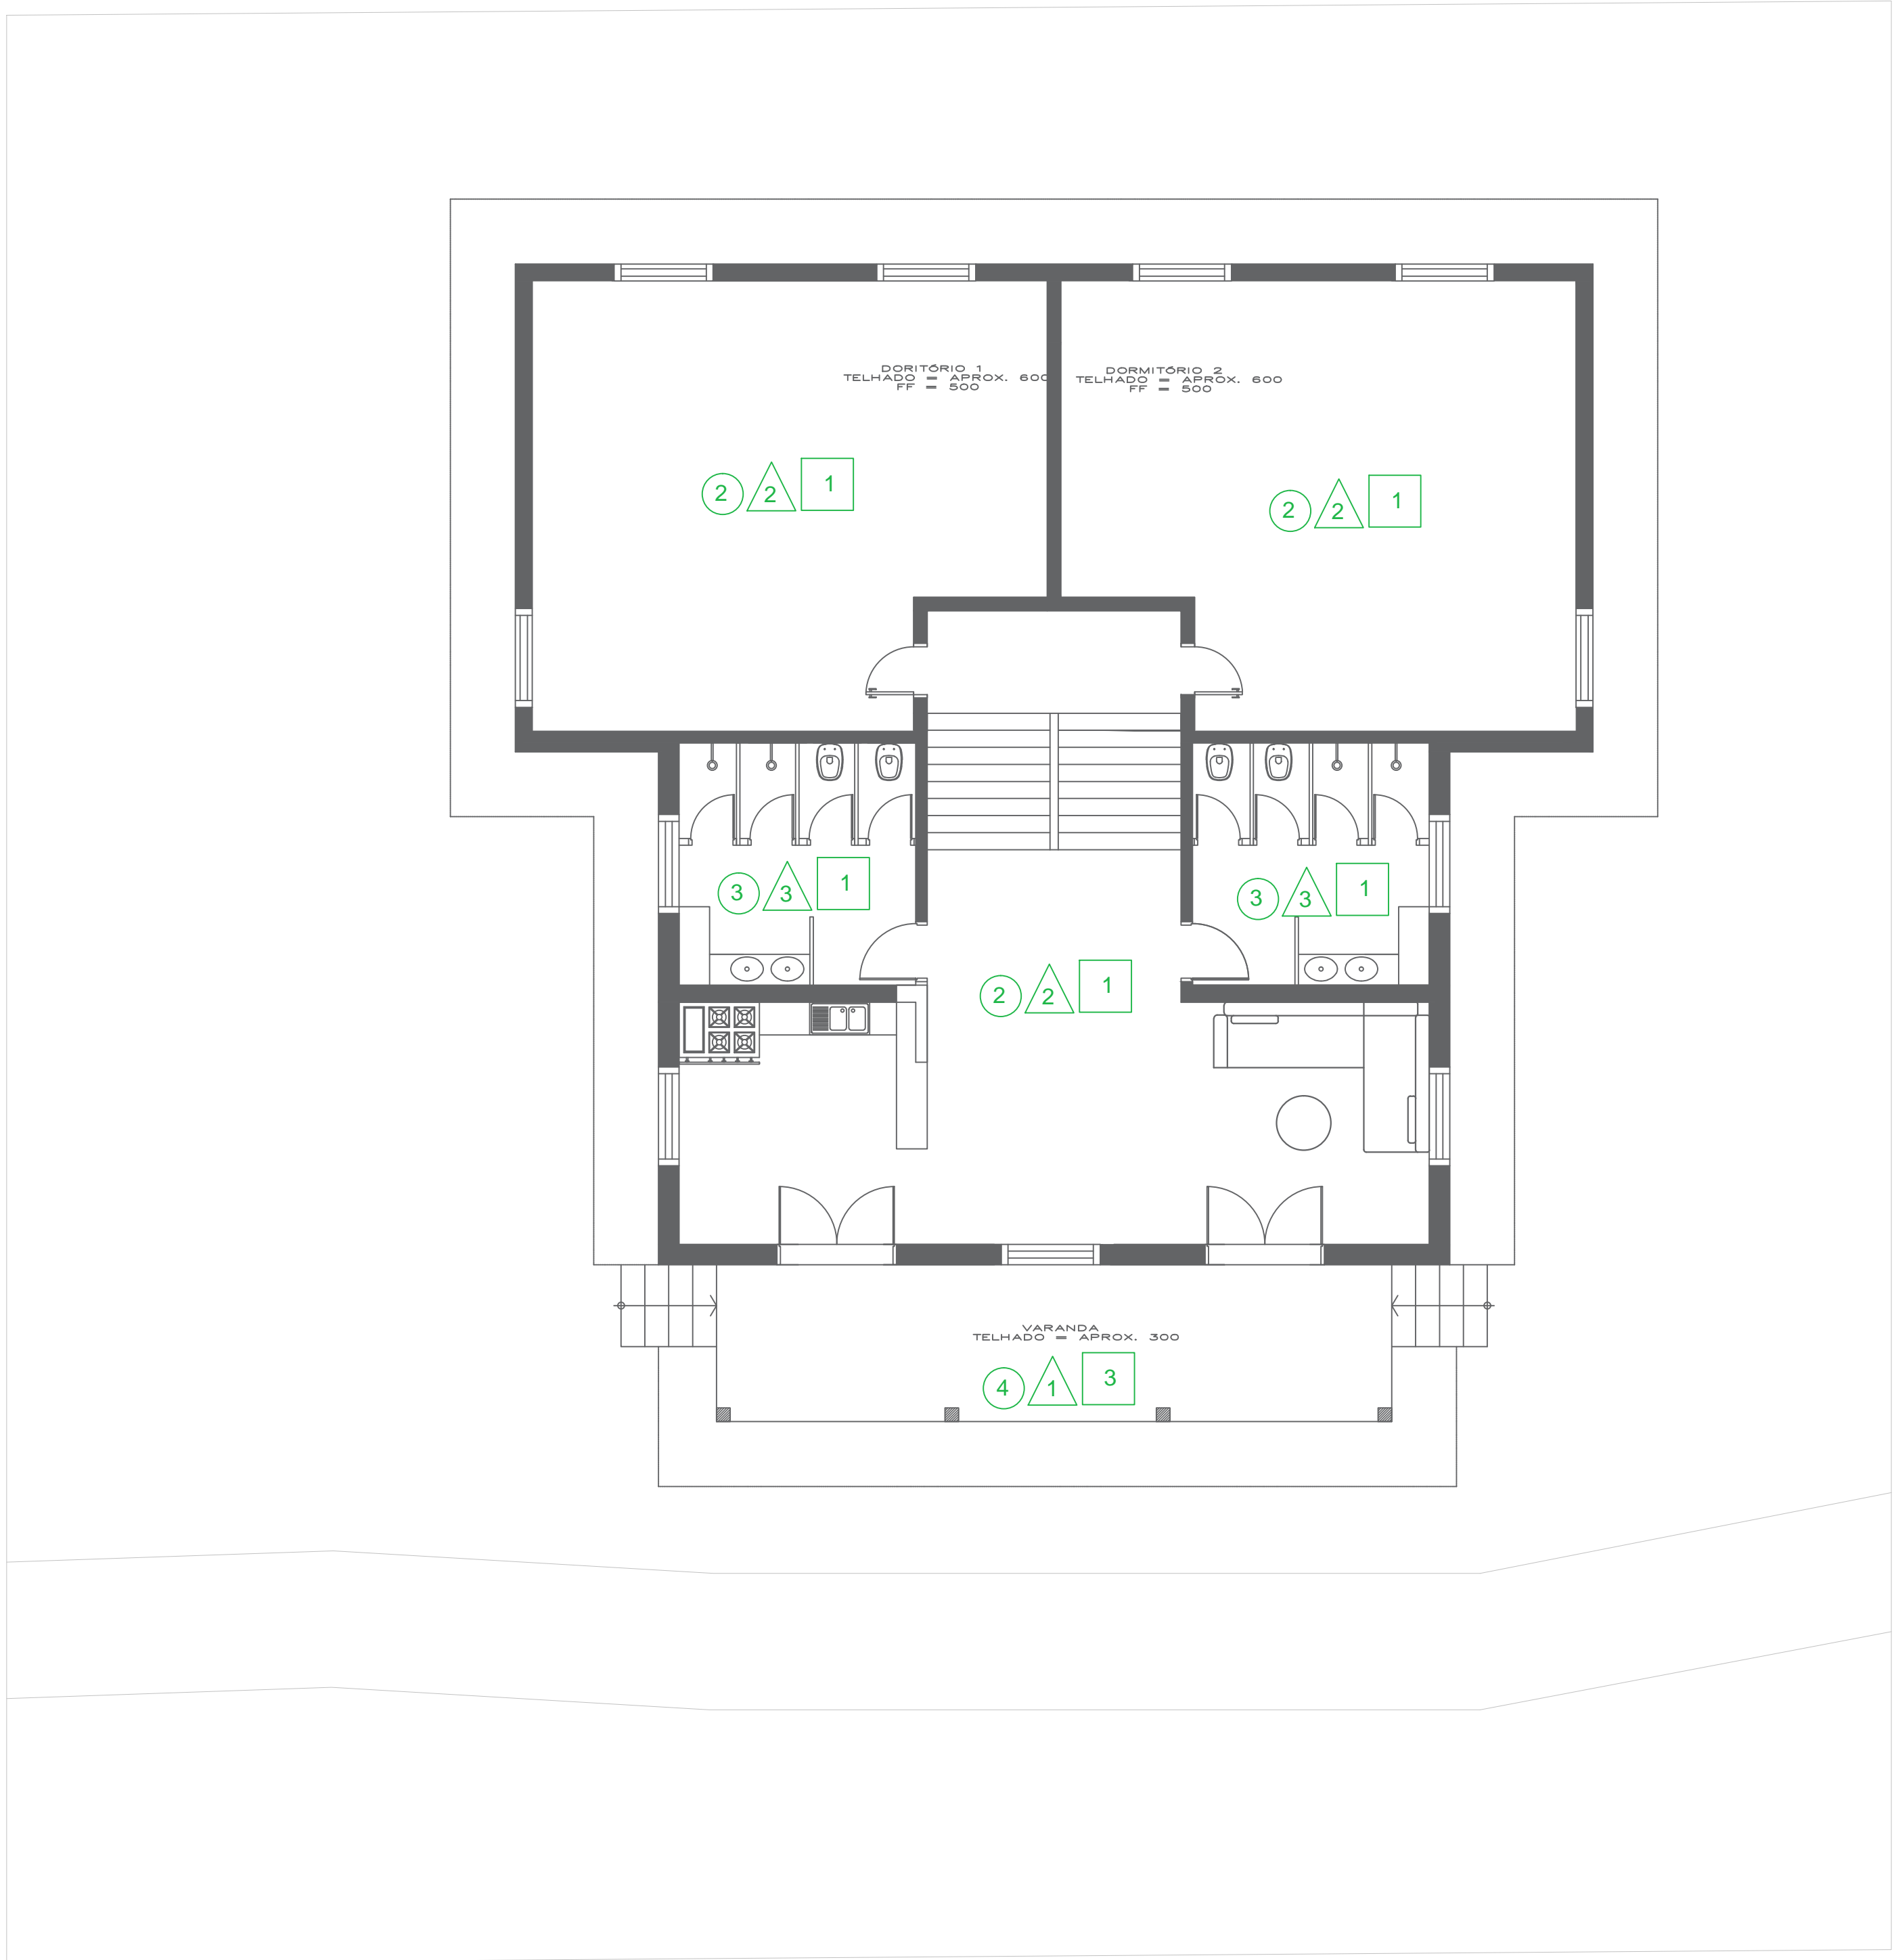 DORITÓRIO 1
TELHADO = APROX. 600
FF = 500
DORMITÓRIO 2
TELHADO = APROX. 600
FF = 500
2 2 1
2 2 1
3 3 1
3 3 1
2 2 1
VARANDA
TELHADO = APROX. 300
4 1 3